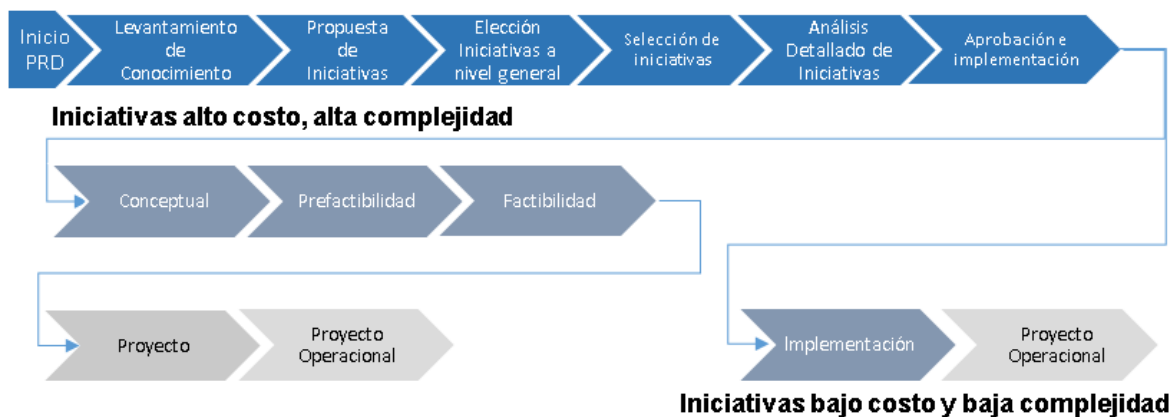 Inicio
PRD
Levantamiento
de
Conocimiento
Propuesta
de
Iniciativas
Elección
Iniciativas a
nivel general
Selección de
iniciativas
Análisis
Detallado de
Iniciativas
Aprobación e
implementación
Iniciativas alto costo, alta complejidad
Conceptual
Prefactibilidad
Factibilidad
Proyecto
Proyecto
Operacional
Implementación
Proyecto
Operacional
Iniciativas bajo costo y baja complejidad